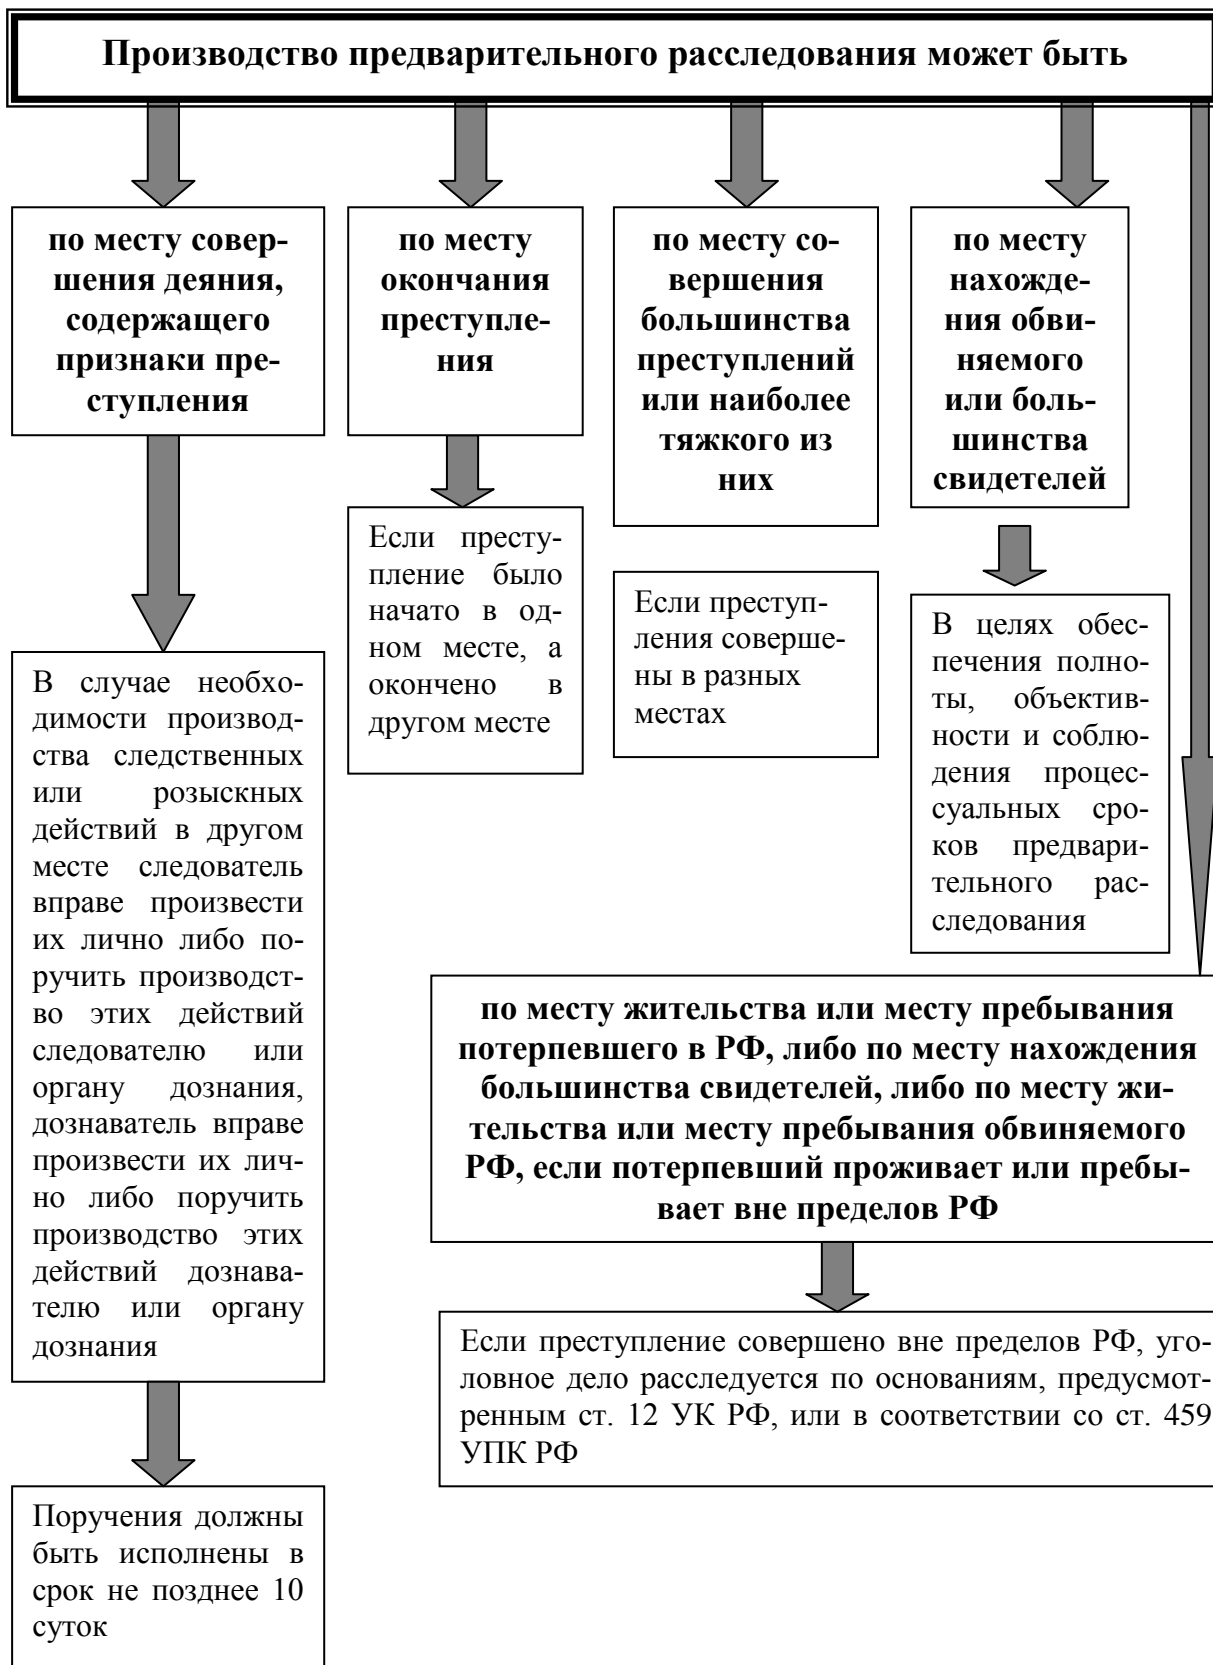 Производство предварительного расследования может быть
по месту совер-
шения деяния,
содержащего
признаки пре-
ступления
по месту
окончания
преступле-
ния
по месту со-
вершения
большинства
преступлений
или наиболее
тяжкого из
них
по месту
нахожде-
ния обви-
няемого
или боль-
шинства
свидетелей
Если престу-
пление было
начато в од-
ном месте, а
окончено в
другом месте
Если преступ-
ления соверше-
ны в разных
местах
В целях обес-
печения полно-
ты, объектив-
ности и соблю-
дения процес-
суальных сро-
ков предвари-
тельного рас-
следования
В случае необхо-
димости производ-
ства следственных
или розыскных
действий в другом
месте следователь
вправе произвести
их лично либо по-
ручить производст-
во этих действий
следователю или
органу дознания,
дознаватель вправе
произвести их лич-
но либо поручить
производство этих
действий дознава-
телю или органу
дознания
по месту жительства или месту пребывания
потерпевшего в РФ, либо по месту нахождения
большинства свидетелей, либо по месту жи-
тельства или месту пребывания обвиняемого
РФ, если потерпевший проживает или пребы-
вает вне пределов РФ
Если преступление совершено вне пределов РФ, уго-
ловное дело расследуется по основаниям, предусмот-
ренным ст. 12 УК РФ, или в соответствии со ст. 459
УПК РФ
Поручения должны
быть исполнены в
срок не позднее 10
суток